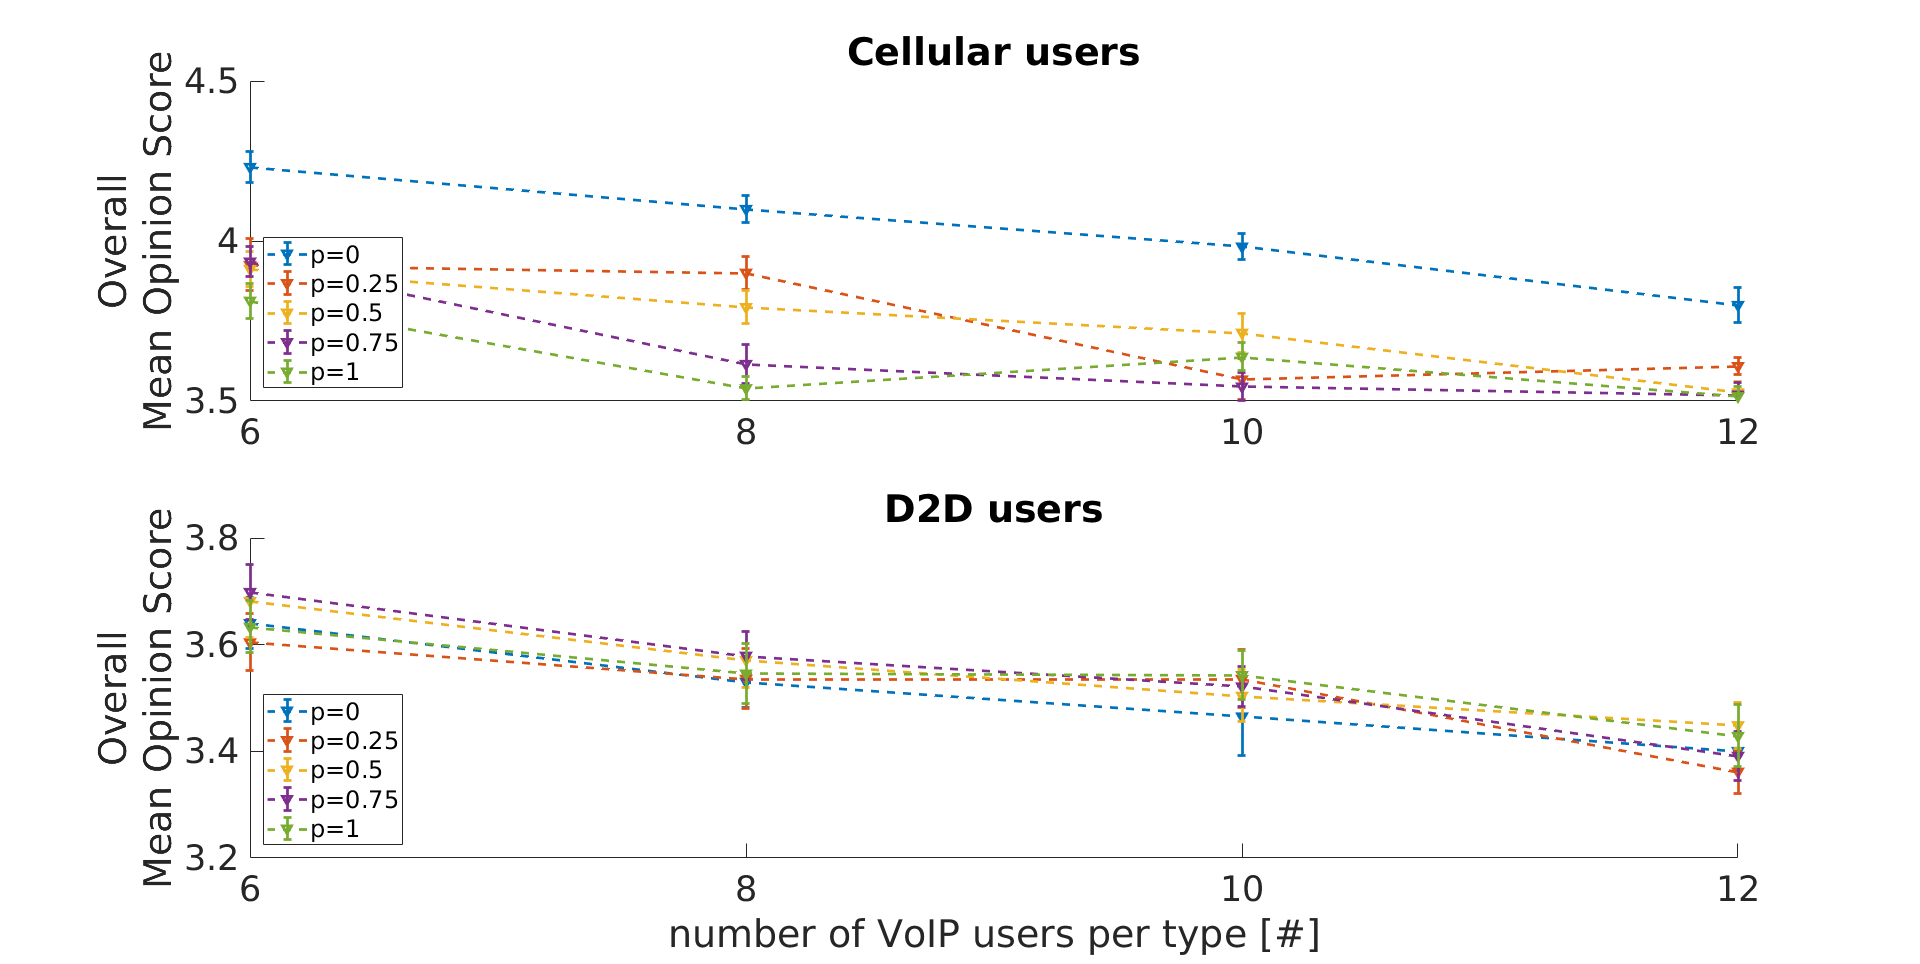 Cellular users
Overall
Mean Opinion Score
4.5
4
3.5
p=0
p=0.25
p=0.5
p=0.75
p=1
6 8 10 12
D2D users
Overall
Mean Opinion Score
3.8
3.6
3.4
3.2
p=0
p=0.25
p=0.5
p=0.75
p=1
6 8 10 12
number of VoIP users per type [#]